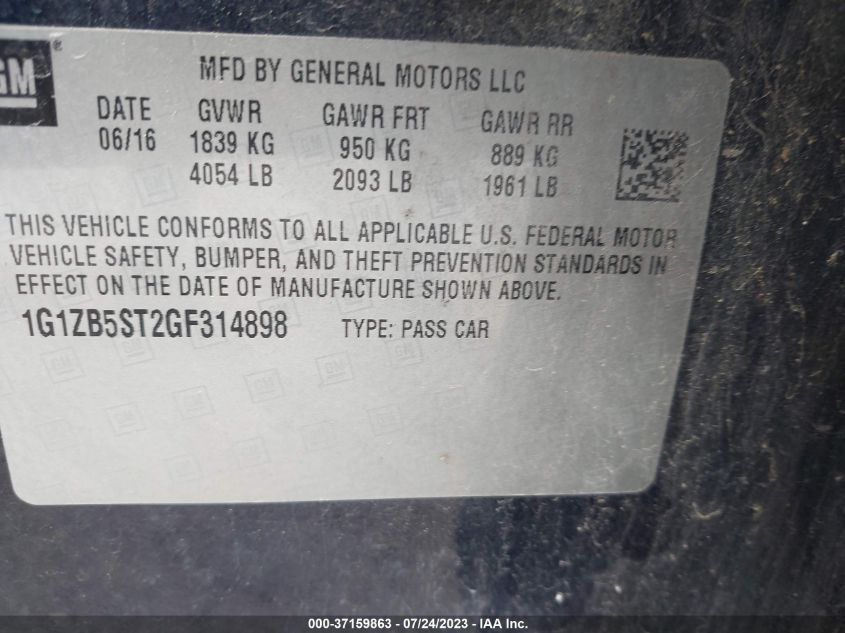 GM®
MFD BY GENERAL MOTORS LLC
DATE GVWR GAWR FRT GAWR RR
06/16 1839 KG 950 KG 889 KG
4054 LB 2093 LB 1961 LB
THIS VEHICLE CONFORMS TO ALL APPLICABLE U.S. FEDERAL MOTOR
VEHICLE SAFETY, BUMPER, AND THEFT PREVENTION STANDARDS IN
EFFECT ON THE DATE OF MANUFACTURE SHOWN ABOVE.
1G1ZB5ST2GF314898 TYPE: PASS CAR
000-37159863 / 07/24/2023 - IAA Inc.